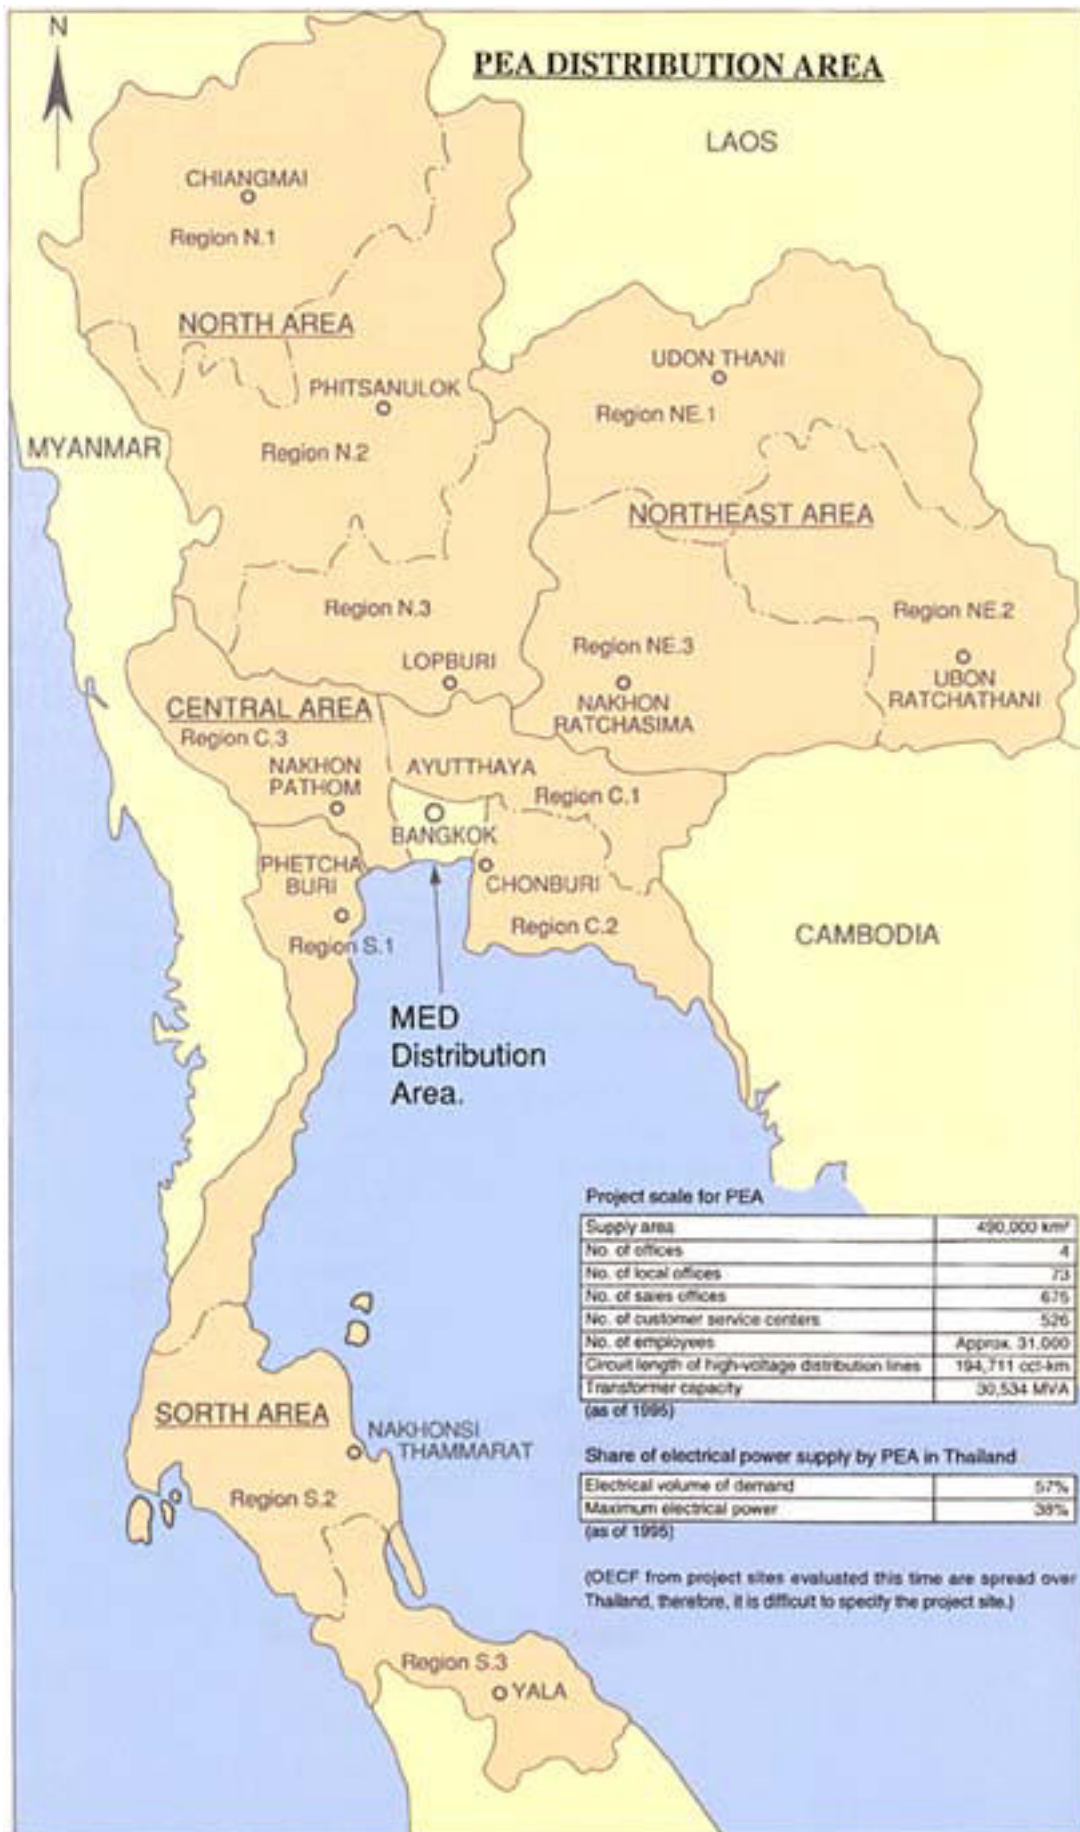 N
PEA DISTRIBUTION AREA
LAOS
CHIANGMAI
Region N.1
NORTH AREA
UDON THANI
PHITSANULOK
Region NE.1
MYANMAR
Region N.2
NORTHEAST AREA
Region N.3
Region NE.2
Region NE.3
LOPBURI
UBON
RATCHATHANI
NAKHON
RATCHASIMA
CENTRAL AREA
Region C.3
NAKHON
PATHOM
AYUTTHAYA
Region C.1
BANGKOK
PHETCHA
BURI
CHONBURI
Region C.2
CAMBODIA
Region S.1
MED
Distribution
Area.
Project scale for PEA
Supply area 490,000 km²
No. of offices 4
No. of local offices 73
No. of sales offices 675
No. of customer service centers 526
No. of employees Approx. 31,000
Circuit length of high-voltage distribution lines 194,711 cct-km
Transformer capacity 30,534 MVA
(as of 1995)
SORTH AREA
NAKHONSI
THAMMARAT
Share of electrical power supply by PEA in Thailand
Electrical volume of demand 57%
Maximum electrical power 38%
(as of 1995)
Region S.2
(OECF from project sites evaluated this time are spread over
Thailand, therefore, it is difficult to specify the project site.)
Region S.3
YALA